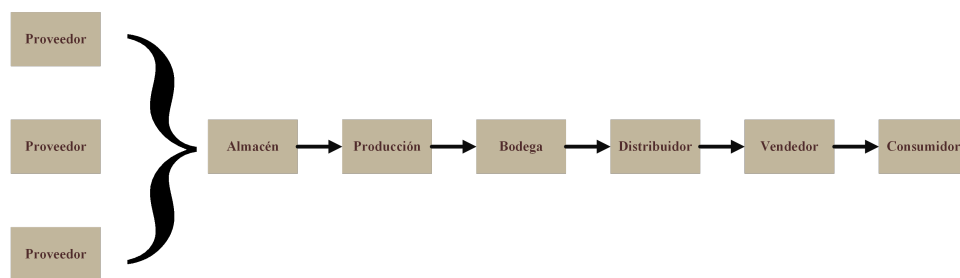 Proveedor
Proveedor
Proveedor
Almacén
Producción
Bodega
Distribuidor
Vendedor
Consumidor